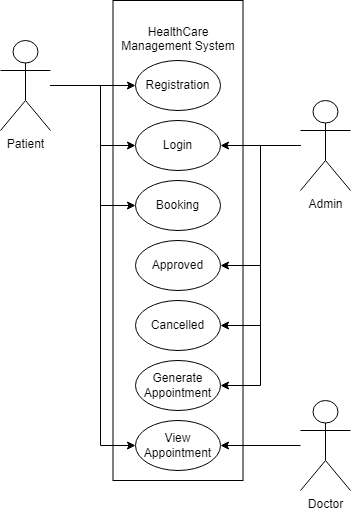 HealthCare
Management System
Registration
Patient
Login
Admin
Booking
Approved
Cancelled
Generate
Appointment
View
Appointment
Doctor